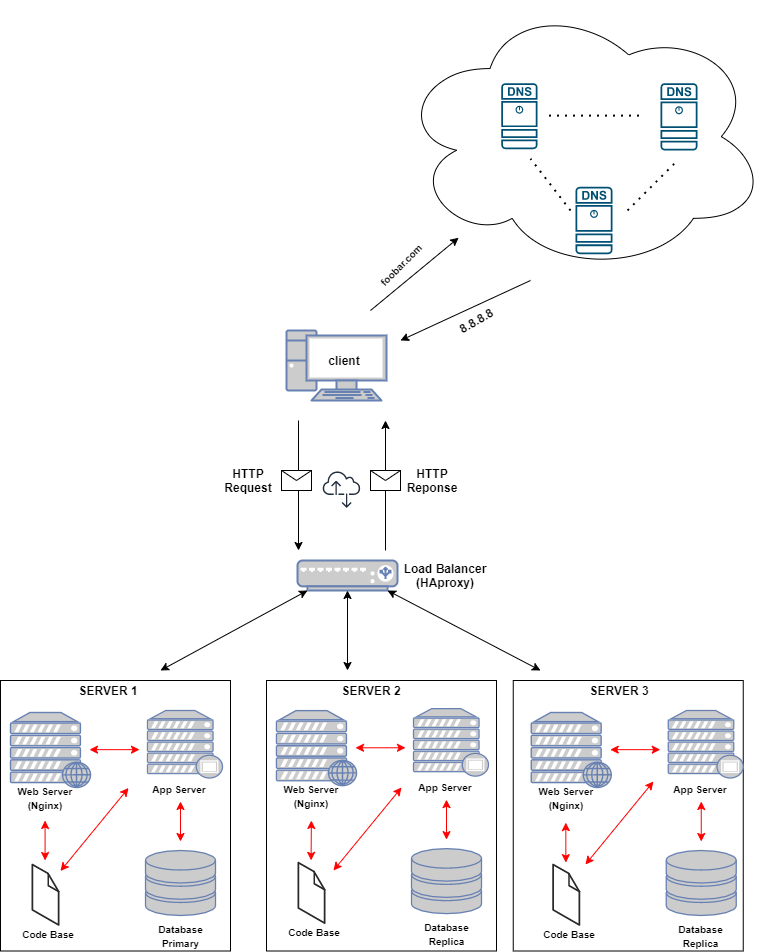 DNS
DNS
DNS
foobar.com
8.8.8.8
client
HTTP
Request
HTTP
Reponse
Load Balancer
(HAproxy)
SERVER 1
SERVER 2
SERVER 3
Web Server
(Nginx)
App Server
Web Server
(Nginx)
App Server
Web Server
(Nginx)
App Server
Code Base
Database
Primary
Code Base
Database
Replica
Code Base
Database
Replica